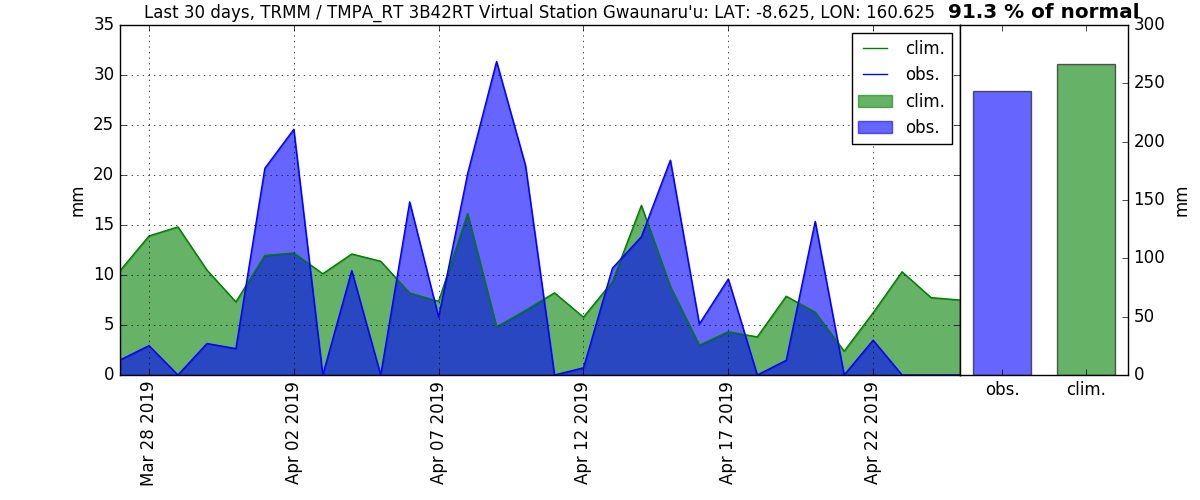 Last 30 days, TRMM / TMPA_RT 3B42RT Virtual Station Gwaunaru'u: LAT: -8.625, LON: 160.625 91.3 % of normal
35
30
25
20
15
10
5
0
mm
clim.
obs.
clim.
obs.
Mar 28 2019
Apr 02 2019
Apr 07 2019
Apr 12 2019
Apr 17 2019
Apr 22 2019
300
250
200
150
100
50
0
mm
obs.
clim.